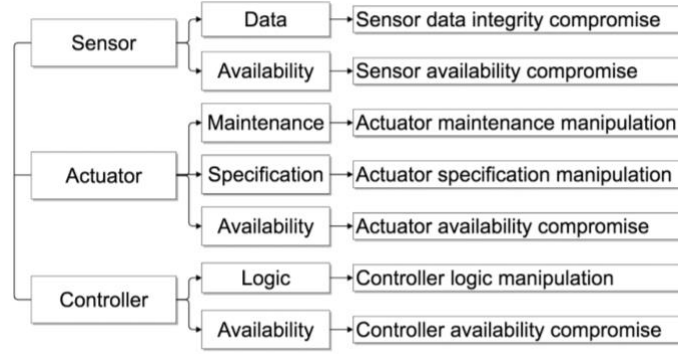 Sensor
Data
Sensor data integrity compromise
Availability
Sensor availability compromise
Actuator
Maintenance
Actuator maintenance manipulation
Specification
Actuator specification manipulation
Availability
Actuator availability compromise
Controller
Logic
Controller logic manipulation
Availability
Controller availability compromise